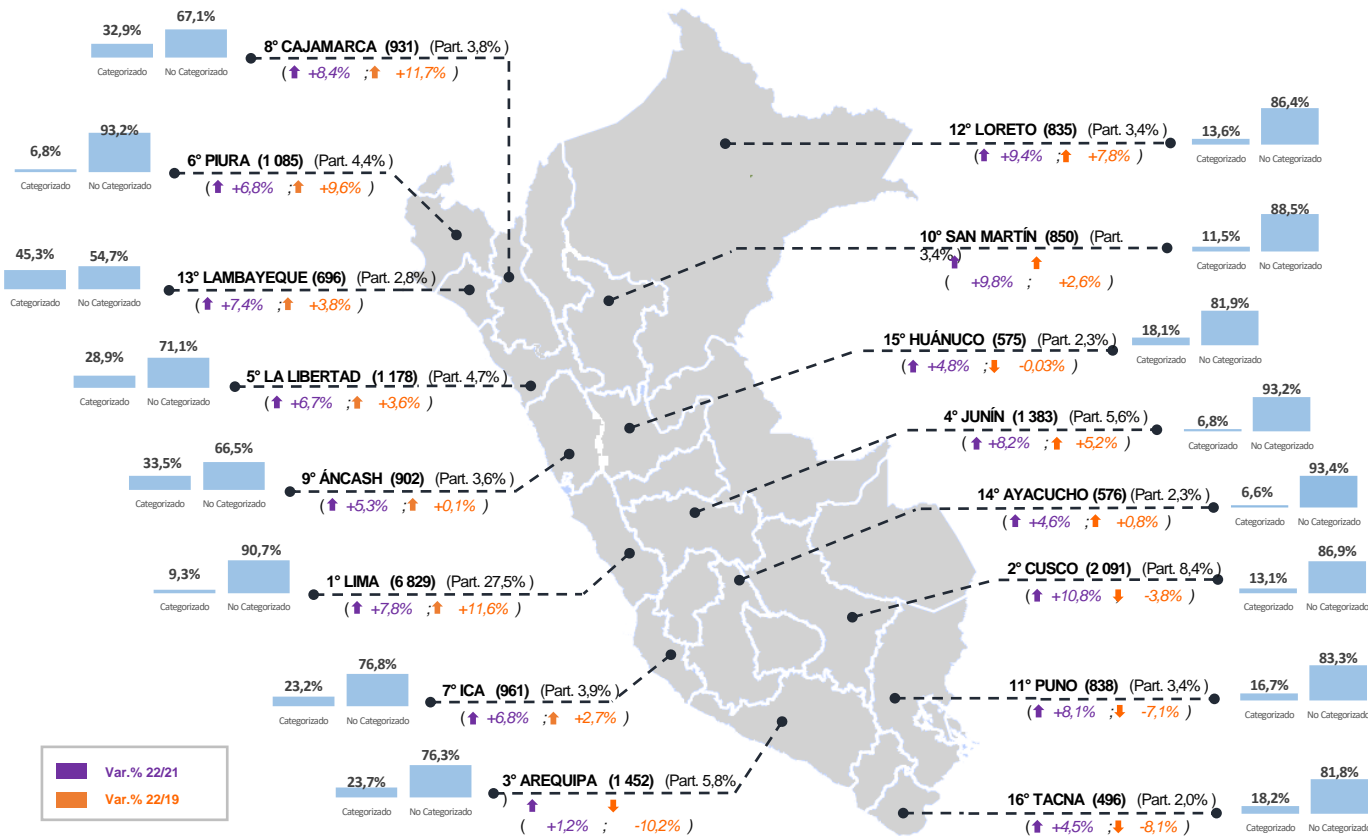 32,9% 67,1%
Categorizado No Categorizado
8° CAJAMARCA (931) (Part. 3,8% )
( +8,4% ; +11,7% )
6,8% 93,2%
Categorizado No Categorizado
6° PIURA (1 085) (Part. 4,4% )
( +6,8% ; +9,6% )
45,3% 54,7%
Categorizado No Categorizado
13° LAMBAYEQUE (696) (Part. 2,8% )
( +7,4% ; +3,8% )
28,9% 71,1%
Categorizado No Categorizado
5° LA LIBERTAD (1 178) (Part. 4,7% )
( +6,7% ; +3,6% )
33,5% 66,5%
Categorizado No Categorizado
9° ÁNCASH (902) (Part. 3,6% )
( +5,3% ; +0,1% )
9,3% 90,7%
Categorizado No Categorizado
1° LIMA (6 829) (Part. 27,5% )
( +7,8% ; +11,6% )
23,2% 76,8%
Categorizado No Categorizado
7° ICA (961) (Part. 3,9% )
( +6,8% ; +2,7% )
23,7% 76,3%
Categorizado No Categorizado
3° AREQUIPA (1 452) (Part. 5,8%
)
( +1,2% ; -10,2% )
12° LORETO (835) (Part. 3,4% )
( +9,4% ; +7,8% )
13,6% 86,4%
Categorizado No Categorizado
10° SAN MARTÍN (850) (Part.
3,4% )
( +9,8% ; +2,6% )
11,5% 88,5%
Categorizado No Categorizado
15° HUÁNUCO (575) (Part. 2,3% )
( +4,8% ; -0,03% )
18,1% 81,9%
Categorizado No Categorizado
4° JUNÍN (1 383) (Part. 5,6% )
( +8,2% ; +5,2% )
6,8% 93,2%
Categorizado No Categorizado
14° AYACUCHO (576) (Part. 2,3% )
( +4,6% ; +0,8% )
6,6% 93,4%
Categorizado No Categorizado
2° CUSCO (2 091) (Part. 8,4% )
( +10,8% ; -3,8% )
13,1% 86,9%
Categorizado No Categorizado
11° PUNO (838) (Part. 3,4% )
( +8,1% ; -7,1% )
16,7% 83,3%
Categorizado No Categorizado
16° TACNA (496) (Part. 2,0% )
( +4,5% ; -8,1% )
18,2% 81,8%
Categorizado No Categorizado
Var.% 22/21
Var.% 22/19